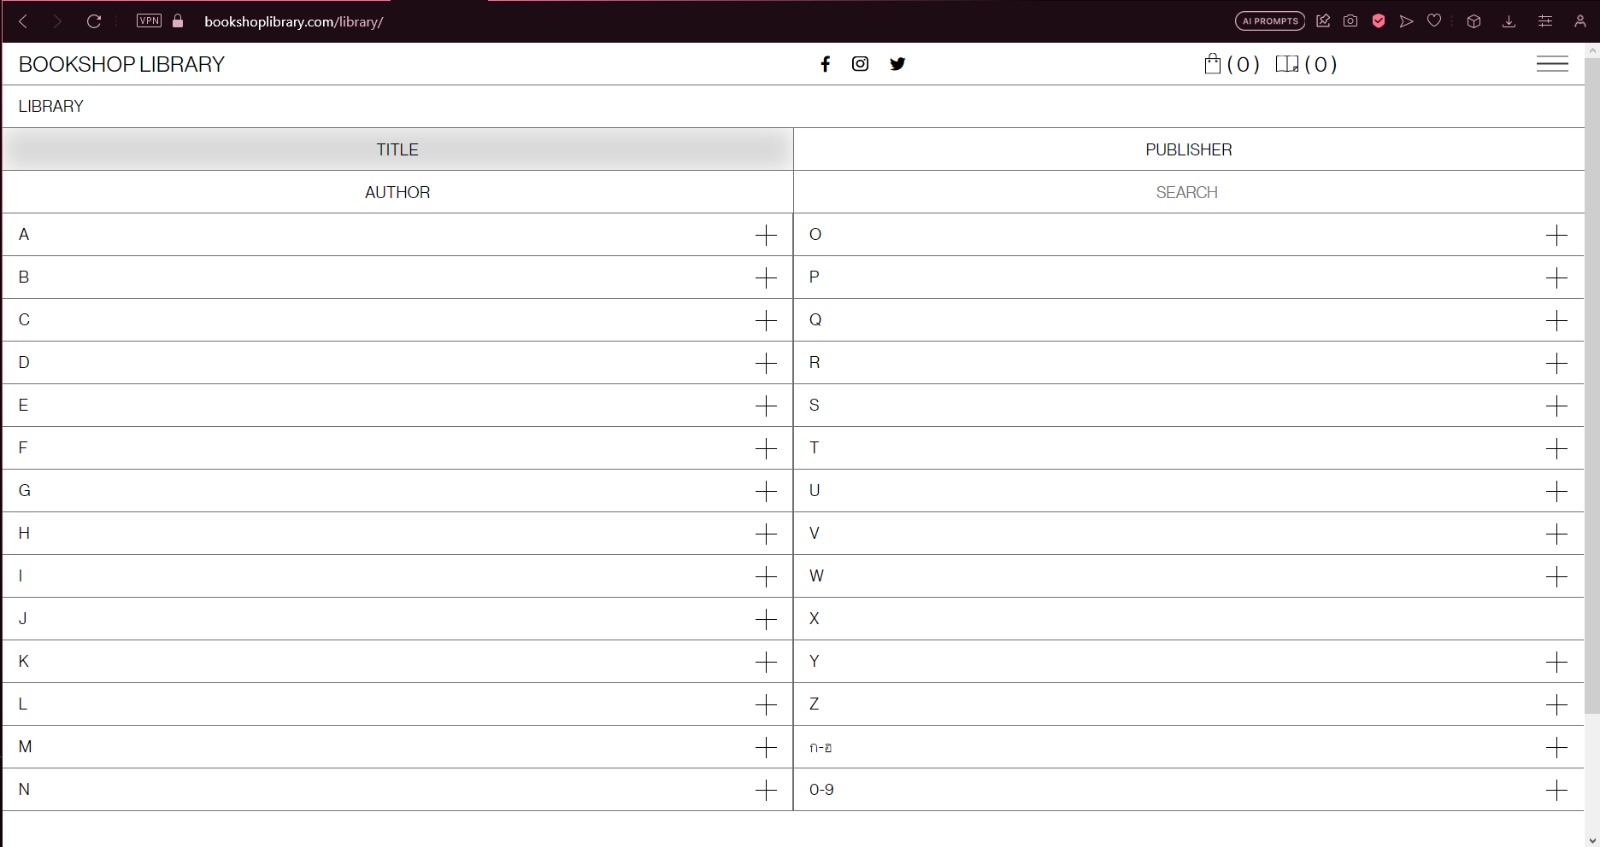 VPN bookshoplibrary.com/library/ AI PROMPTS
BOOKSHOP LIBRARY (0) (0)
LIBRARY
TITLE PUBLISHER
AUTHOR SEARCH
A O
B P
C Q
D R
E S
F T
G U
H V
I W
J X
K Y
L Z
M ก-ฮ
N 0-9